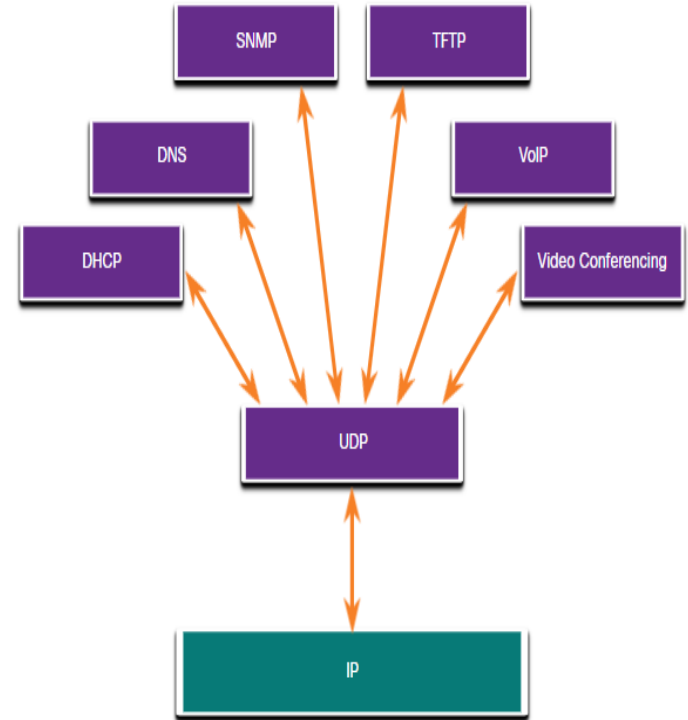 SNMP
TFTP
DNS
VoIP
DHCP
Video Conferencing
UDP
IP